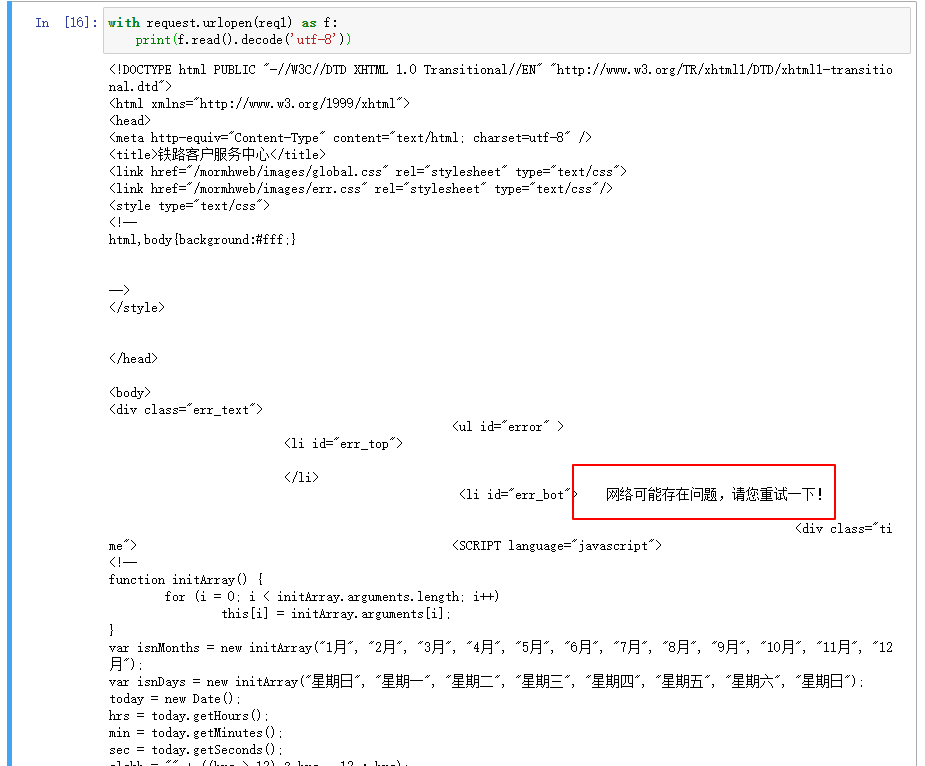 In [16]: with request.urlopen(req1) as f:
print(f.read().decode('utf-8'))
<!DOCTYPE html PUBLIC "-//W3C//DTD XHTML 1.0 Transitional//EN" "http://www.w3.org/TR/xhtml1/DTD/xhtml1-transitio
nal.dtd">
<html xmlns="http://www.w3.org/1999/xhtml">
<head>
<meta http-equiv="Content-Type" content="text/html; charset=utf-8" />
<title>铁路客户服务中心</title>
<link href="/mormhweb/images/global.css" rel="stylesheet" type="text/css">
<link href="/mormhweb/images/err.css" rel="stylesheet" type="text/css"/>
<style type="text/css">
<!--
html,body{background:#fff;}
-->
</style>
</head>
<body>
<div class="err_text">
<ul id="error" >
<li id="err_top">
</li>
<li id="err_bot"> 网络可能存在问题，请您重试一下！
<div class="ti
me"> <SCRIPT language="javascript">
<!--
function initArray() {
for (i = 0; i < initArray.arguments.length; i++)
this[i] = initArray.arguments[i];
}
var isnMonths = new initArray("1月", "2月", "3月", "4月", "5月", "6月", "7月", "8月", "9月", "10月", "11月", "12
月");
var isnDays = new initArray("星期日", "星期一", "星期二", "星期三", "星期四", "星期五", "星期六", "星期日");
today = new Date();
hrs = today.getHours();
min = today.getMinutes();
sec = today.getSeconds();